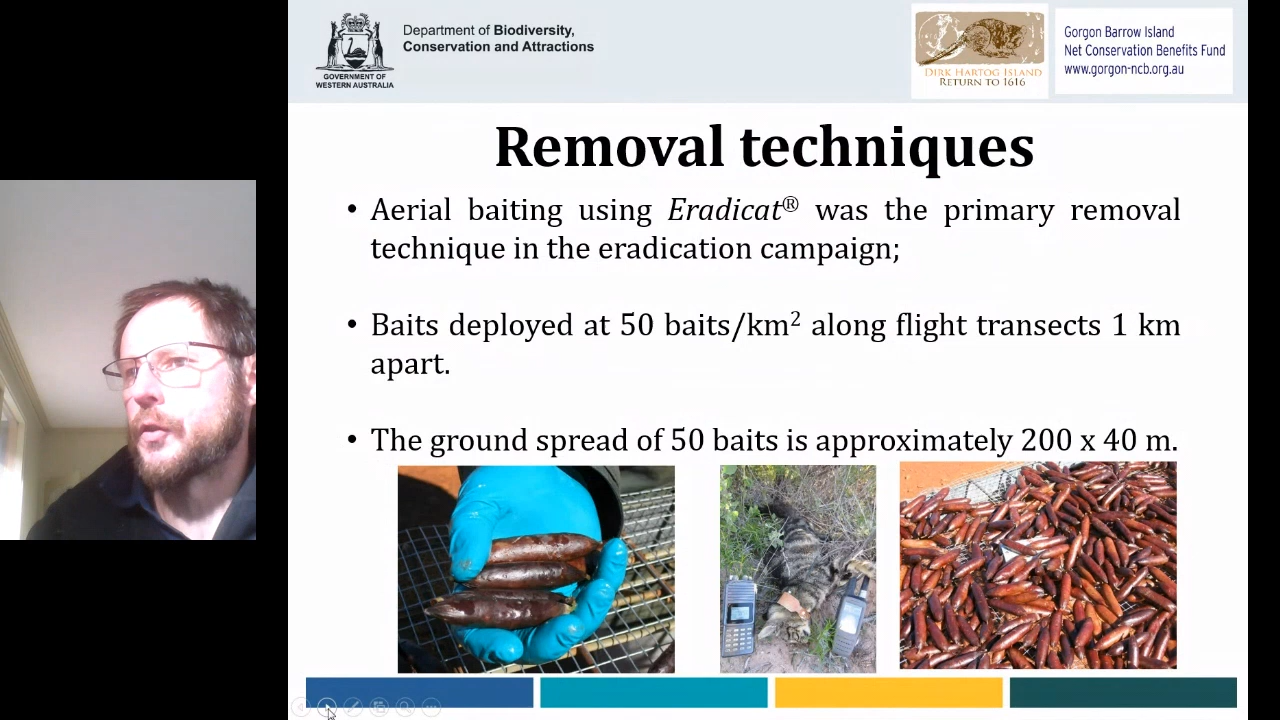 GOVERNMENT OF
WESTERN AUSTRALIA
Department of Biodiversity,
Conservation and Attractions
DIRK HARTOG ISLAND
RETURN TO 1616
Gorgon Barrow Island
Net Conservation Benefits Fund
www.gorgon-ncb.org.au
Removal techniques
• Aerial baiting using Eradicat® was the primary removal
technique in the eradication campaign;
• Baits deployed at 50 baits/km² along flight transects 1 km
apart.
• The ground spread of 50 baits is approximately 200 x 40 m.